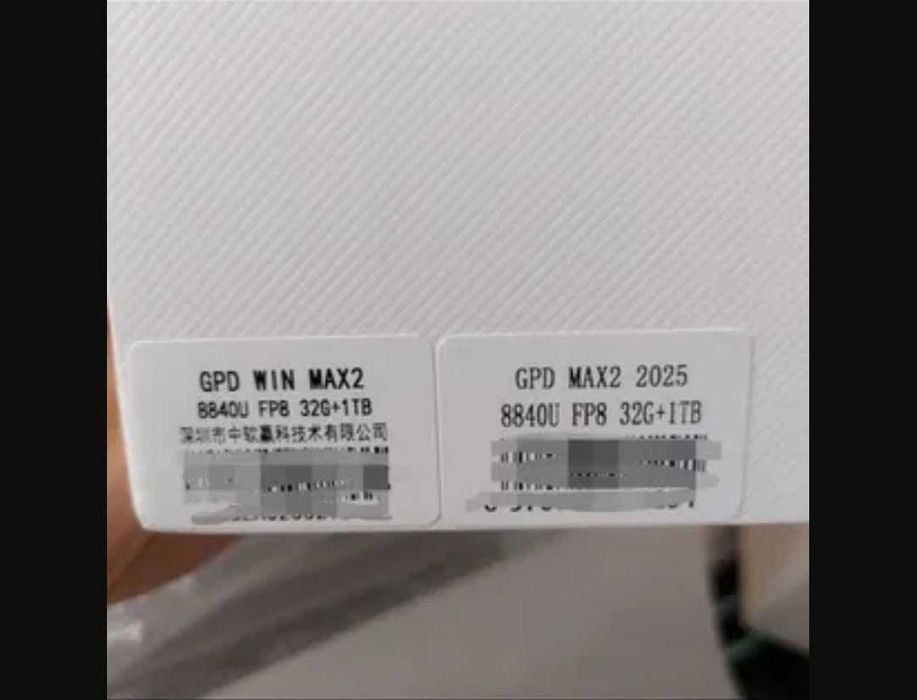 GPD WIN MAX2
8840U FP8 32G+1TB
深圳市中软赢科技术有限公司
GPD MAX2 2025
8840U FP8 32G+1TB